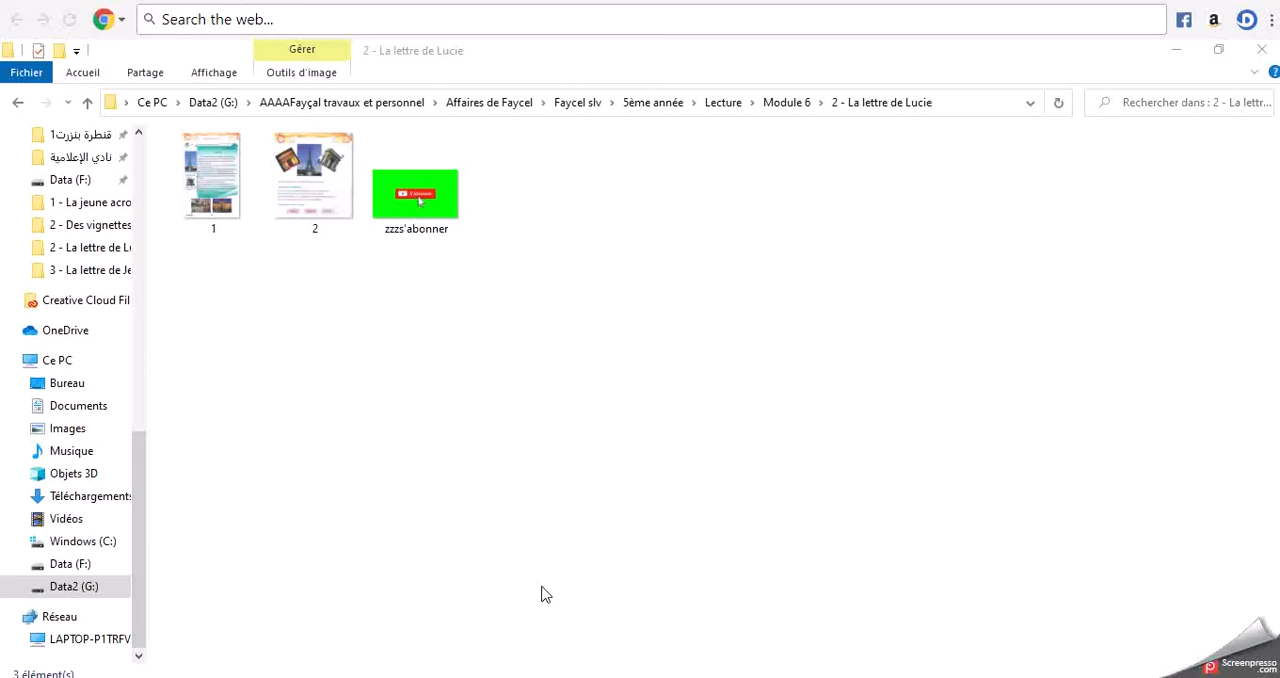 Search the web...
Gérer
2 - La lettre de Lucie
Fichier
Accueil
Partage
Affichage
Outils d'image
Ce PC
Data2 (G:)
AAAAFayçal travaux et personnel
Affaires de Faycel
Faycel slv
5ème année
Lecture
Module 6
2 - La lettre de Lucie
Rechercher dans : 2 - La lettr...
قنطرة بنزرت1
نادي الإعلامية
Data (F:)
1 - La jeune acro
2 - Des vignettes
2 - La lettre de Lu
3 - La lettre de Je
Creative Cloud Fil
OneDrive
Ce PC
Bureau
Documents
Images
Musique
Objets 3D
Téléchargements
Vidéos
Windows (C:)
Data (F:)
Data2 (G:)
Réseau
LAPTOP-P1TRFV
1
2
zzzs'abonner
3 élément(s)
Screenpresso
.com